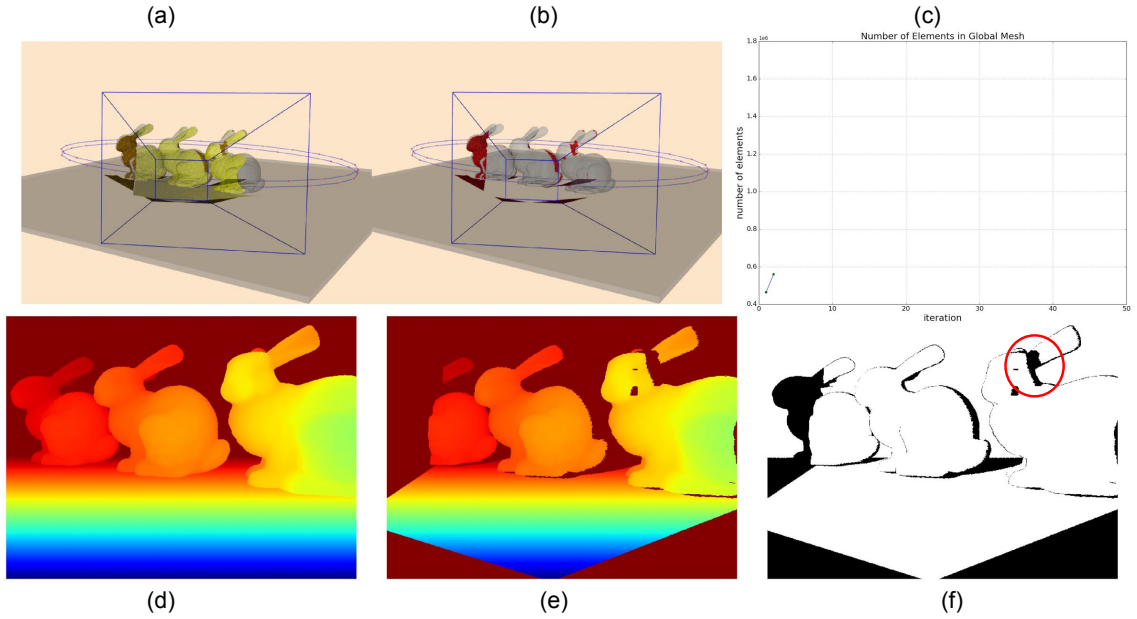 (a)
(b)
(c)
Number of Elements in Global Mesh
1e6
1.8
1.6
1.4
1.2
1.0
0.8
0.6
0.4
number of elements
0
10
20
30
40
50
iteration
(d)
(e)
(f)